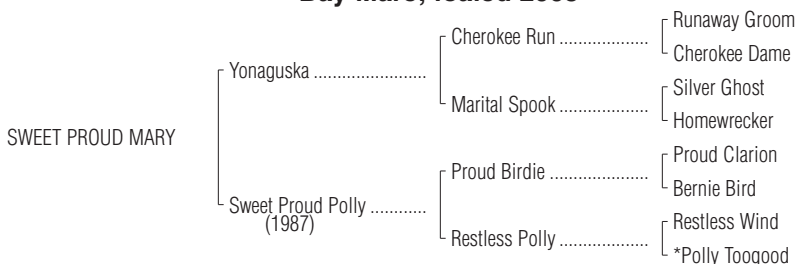 Bay Mare; foaled 2003
Runaway Groom
Cherokee Run ....................
Cherokee Dame
Yonaguska .........................
Silver Ghost
Marital Spook ....................
Homewrecker
SWEET PROUD MARY
Proud Clarion
Proud Birdie ......................
Bernie Bird
Sweet Proud Polly ............
(1987)
Restless Wind
Restless Polly ....................
*Polly Toogood